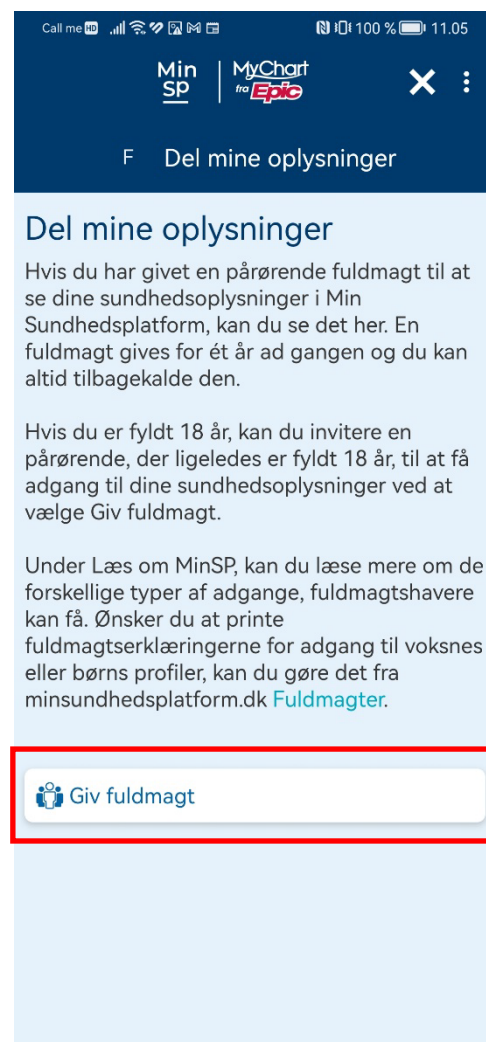 Call me HD 100 % 11.05
Min MyChart
SP fra Epic
F Del mine oplysninger
Del mine oplysninger
Hvis du har givet en pårørende fuldmagt til at
se dine sundhedsoplysninger i Min
Sundhedsplatform, kan du se det her. En
fuldmagt gives for ét år ad gangen og du kan
altid tilbagekalde den.
Hvis du er fyldt 18 år, kan du invitere en
pårørende, der ligeledes er fyldt 18 år, til at få
adgang til dine sundhedsoplysninger ved at
vælge Giv fuldmagt.
Under Læs om MinSP, kan du læse mere om de
forskellige typer af adgange, fuldmagtshavere
kan få. Ønsker du at printe
fuldmagtserklæringerne for adgang til voksnes
eller børns profiler, kan du gøre det fra
minsundhedsplatform.dk Fuldmagter.
Giv fuldmagt